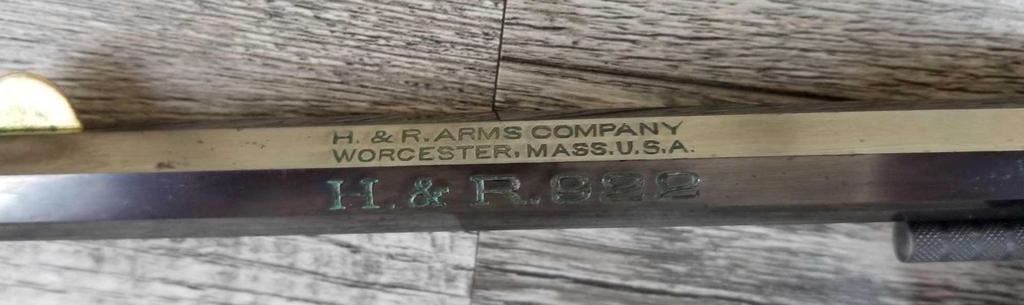 H. & R. ARMS COMPANY
WORCESTER, MASS. U.S.A.
H. & R. 922